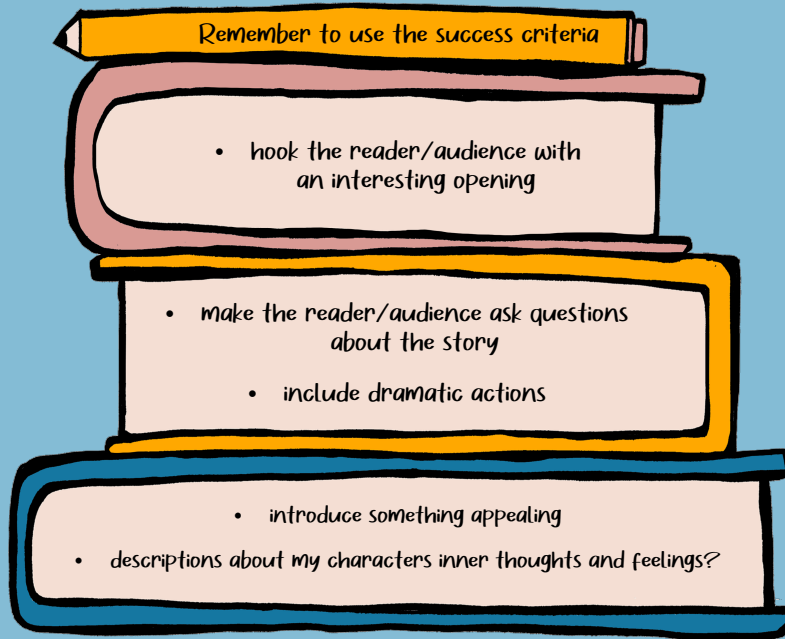 Remember to use the success criteria
• hook the reader/audience with
an interesting opening
• make the reader/audience ask questions
about the story
• include dramatic actions
• introduce something appealing
• descriptions about my characters inner thoughts and feelings?